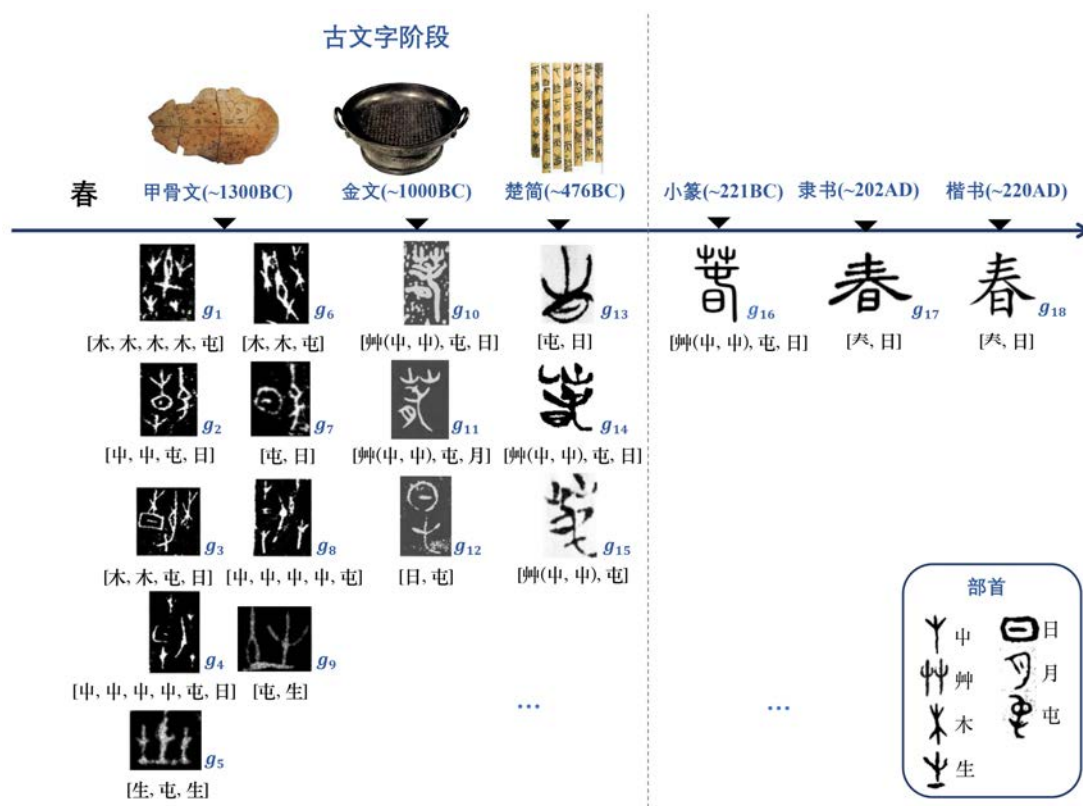 古文字阶段
春
甲骨文(~1300BC)
金文(~1000BC)
楚简(~476BC)
小篆(~221BC)
隶书(~202AD)
楷书(~220AD)
g1
g6
g10
g13
g16
g17
g18
[木, 木, 木, 木, 屯]
[木, 木, 屯]
[艸(屮, 屮), 屯, 日]
[屯, 日]
[艸(屮, 屮), 屯, 日]
[𡗗, 日]
[𡗗, 日]
g2
g7
g11
g14
[屮, 屮, 屯, 日]
[屯, 日]
[艸(屮, 屮), 屯, 月]
[艸(屮, 屮), 屯, 日]
g3
g8
g12
g15
[木, 木, 屯, 日]
[屮, 屮, 屮, 屮, 屯]
[日, 屯]
[艸(屮, 屮), 屯]
g4
g9
[屮, 屮, 屮, 屮, 屯, 日]
[屯, 生]
...
...
g5
[生, 屯, 生]
部首
屮
日
艸
月
木
屯
生